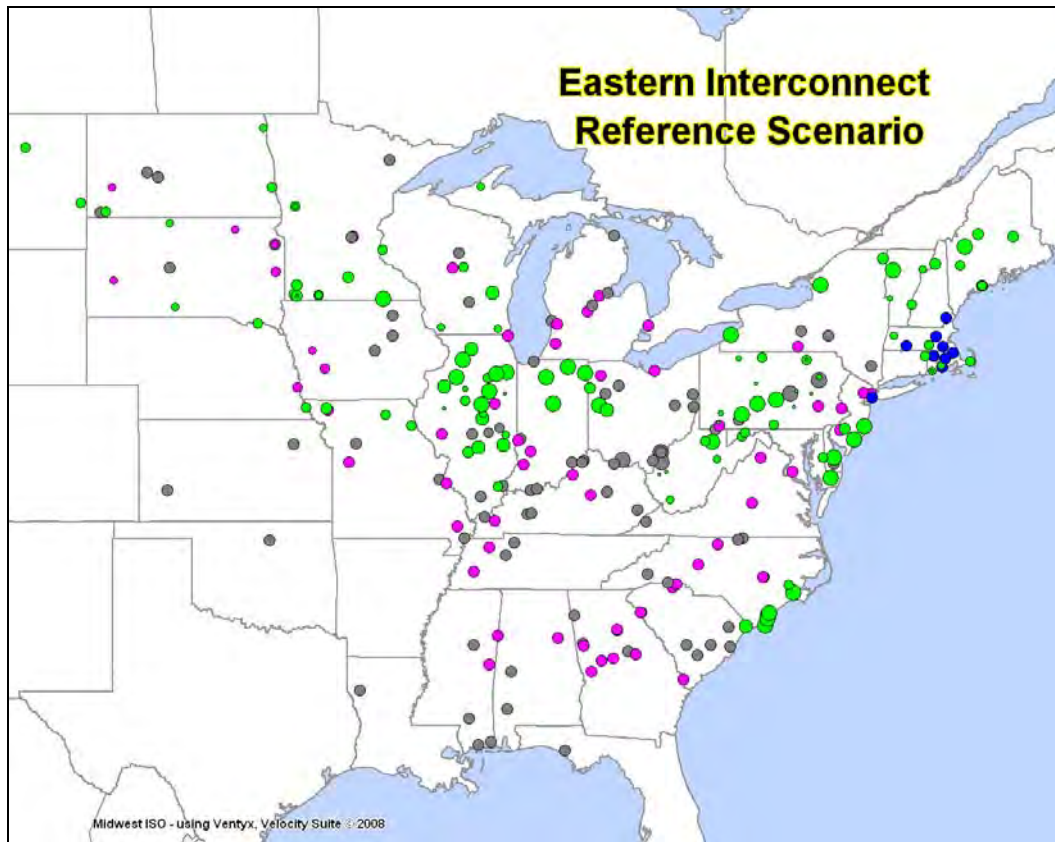 Eastern Interconnect
Reference Scenario
Midwest ISO - using Ventyx, Velocity Suite © 2008